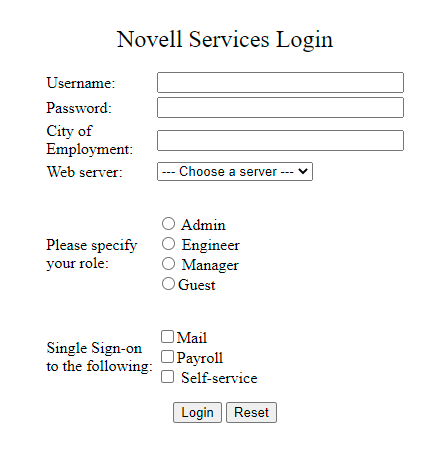 Novell Services Login
Username:
Password:
City of
Employment:
Web server: --- Choose a server ---
Please specify
your role:
Admin
Engineer
Manager
Guest
Single Sign-on
to the following:
Mail
Payroll
Self-service
Login Reset